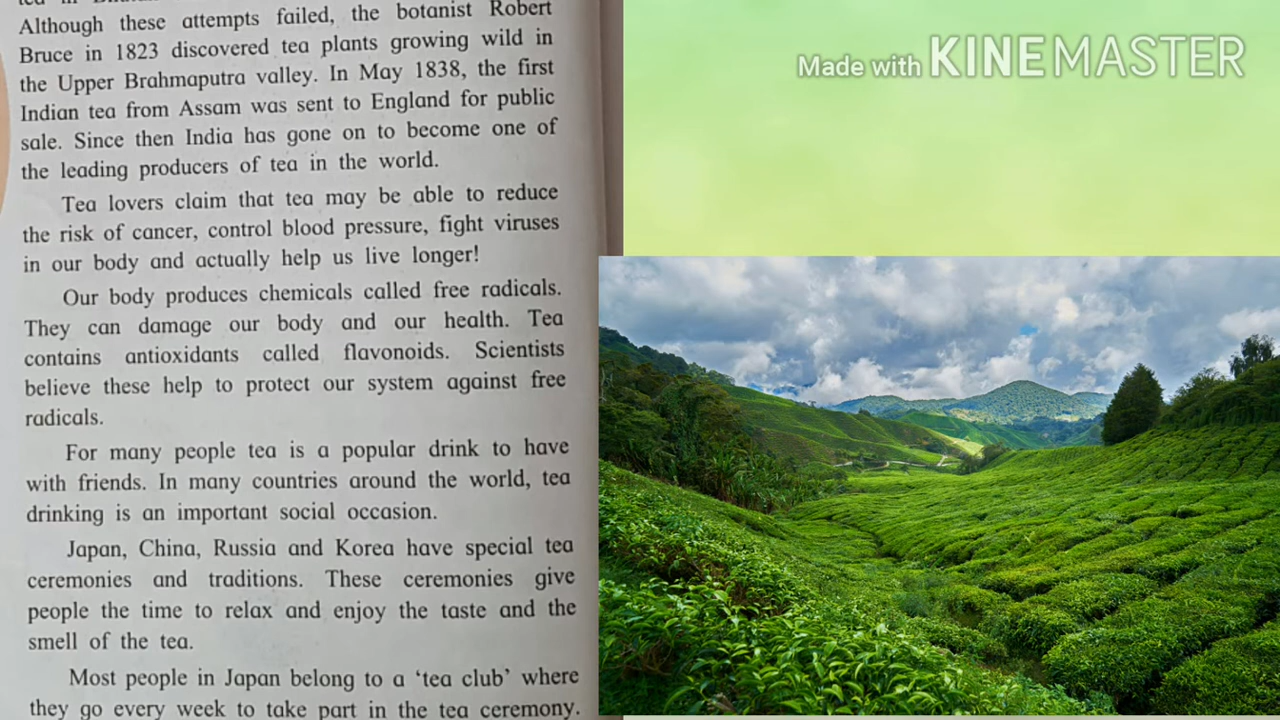 Although these attempts failed, the botanist Robert
Bruce in 1823 discovered tea plants growing wild in
the Upper Brahmaputra valley. In May 1838, the first
Indian tea from Assam was sent to England for public
sale. Since then India has gone on to become one of
the leading producers of tea in the world.
Tea lovers claim that tea may be able to reduce
the risk of cancer, control blood pressure, fight viruses
in our body and actually help us live longer!
Our body produces chemicals called free radicals.
They can damage our body and our health. Tea
contains antioxidants called flavonoids. Scientists
believe these help to protect our system against free
radicals.
For many people tea is a popular drink to have
with friends. In many countries around the world, tea
drinking is an important social occasion.
Japan, China, Russia and Korea have special tea
ceremonies and traditions. These ceremonies give
people the time to relax and enjoy the taste and the
smell of the tea.
Most people in Japan belong to a ‘tea club’ where
they go every week to take part in the tea ceremony.
Made with KINEMASTER